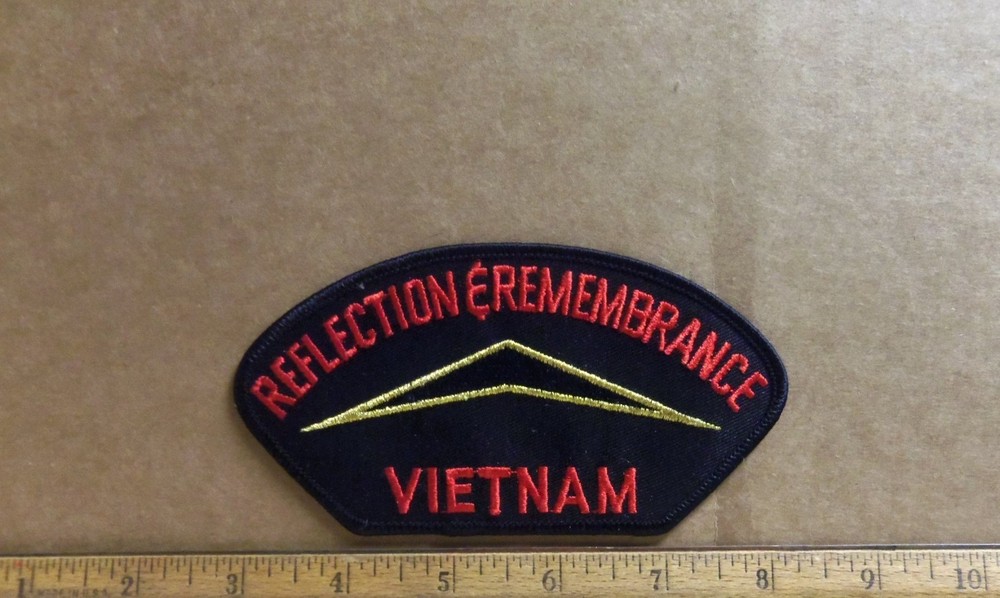 REFLECTION & REMEMBRANCE
VIETNAM
1 2 3 4 5 6 7 8 9 10